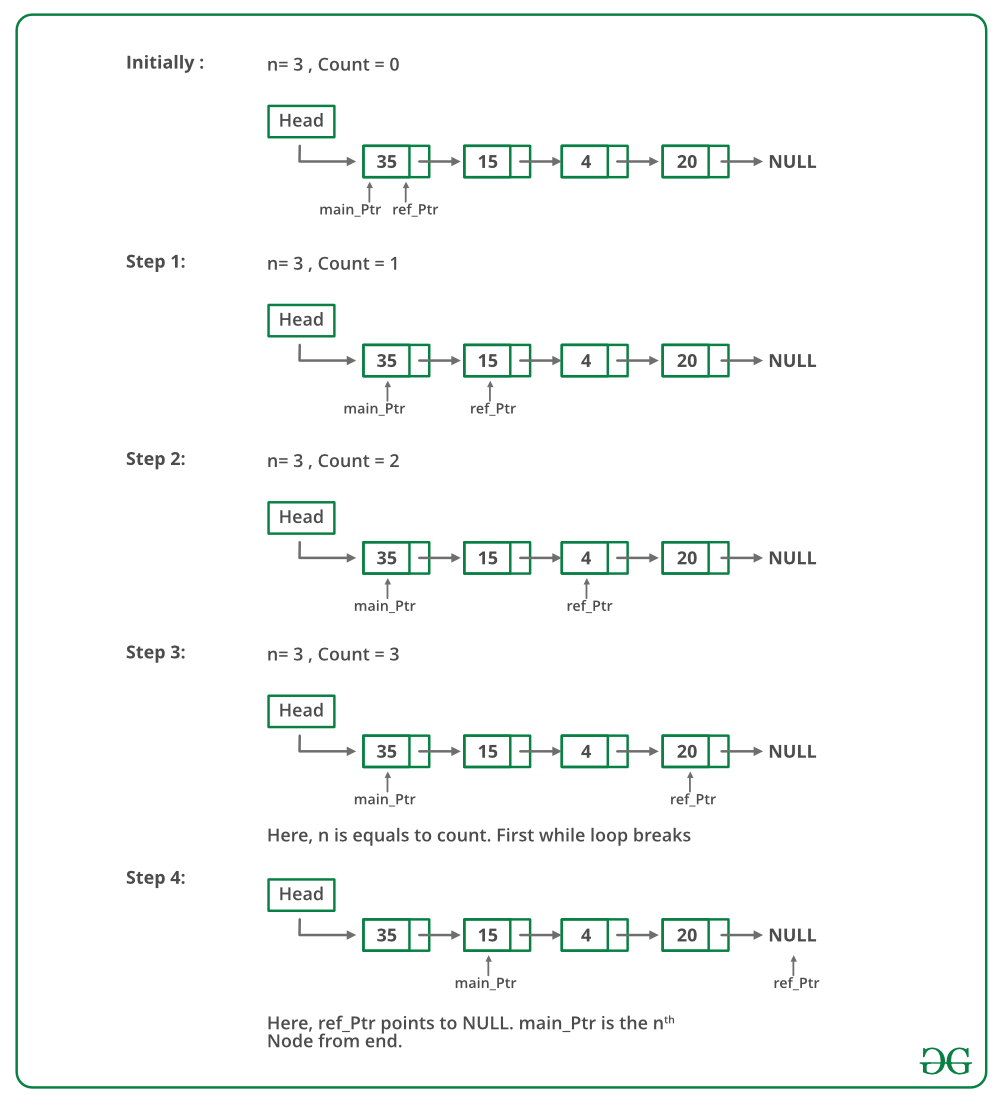 Initially :
n= 3 , Count = 0
Head
35 15 4 20 NULL
main_Ptr ref_Ptr
Step 1:
n= 3 , Count = 1
Head
35 15 4 20 NULL
main_Ptr ref_Ptr
Step 2:
n= 3 , Count = 2
Head
35 15 4 20 NULL
main_Ptr ref_Ptr
Step 3:
n= 3 , Count = 3
Head
35 15 4 20 NULL
main_Ptr ref_Ptr
Here, n is equals to count. First while loop breaks
Step 4:
Head
35 15 4 20 NULL
main_Ptr ref_Ptr
Here, ref_Ptr points to NULL. main_Ptr is the nth
Node from end.